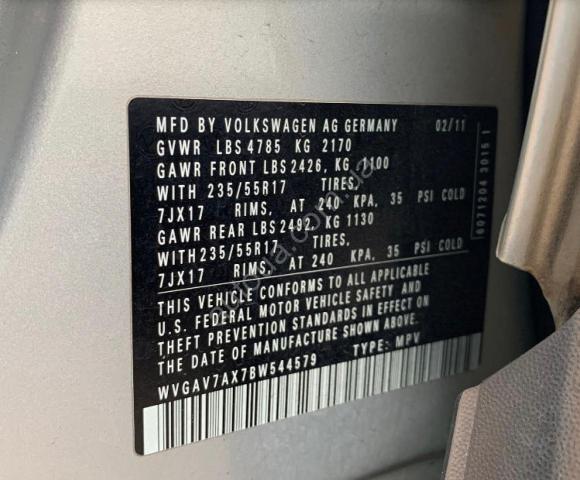 MFD BY VOLKSWAGEN AG GERMANY 02/11
GVWR LBS 4785 KG 2170
GAWR FRONT LBS 2426, KG 1100
WITH 235/55R17 TIRES,
7JX17 RIMS, AT 240 KPA, 35 PSI COLD
GAWR REAR LBS 2492, KG 1130
WITH 235/55R17 TIRES,
7JX17 RIMS, AT 240 KPA, 35 PSI COLD
THIS VEHICLE CONFORMS TO ALL APPLICABLE
U.S. FEDERAL MOTOR VEHICLE SAFETY AND
THEFT PREVENTION STANDARDS IN EFFECT ON
THE DATE OF MANUFACTURE SHOWN ABOVE.
WVGAV7AX7BW544579 TYPE: MPV
6071204 3015 1